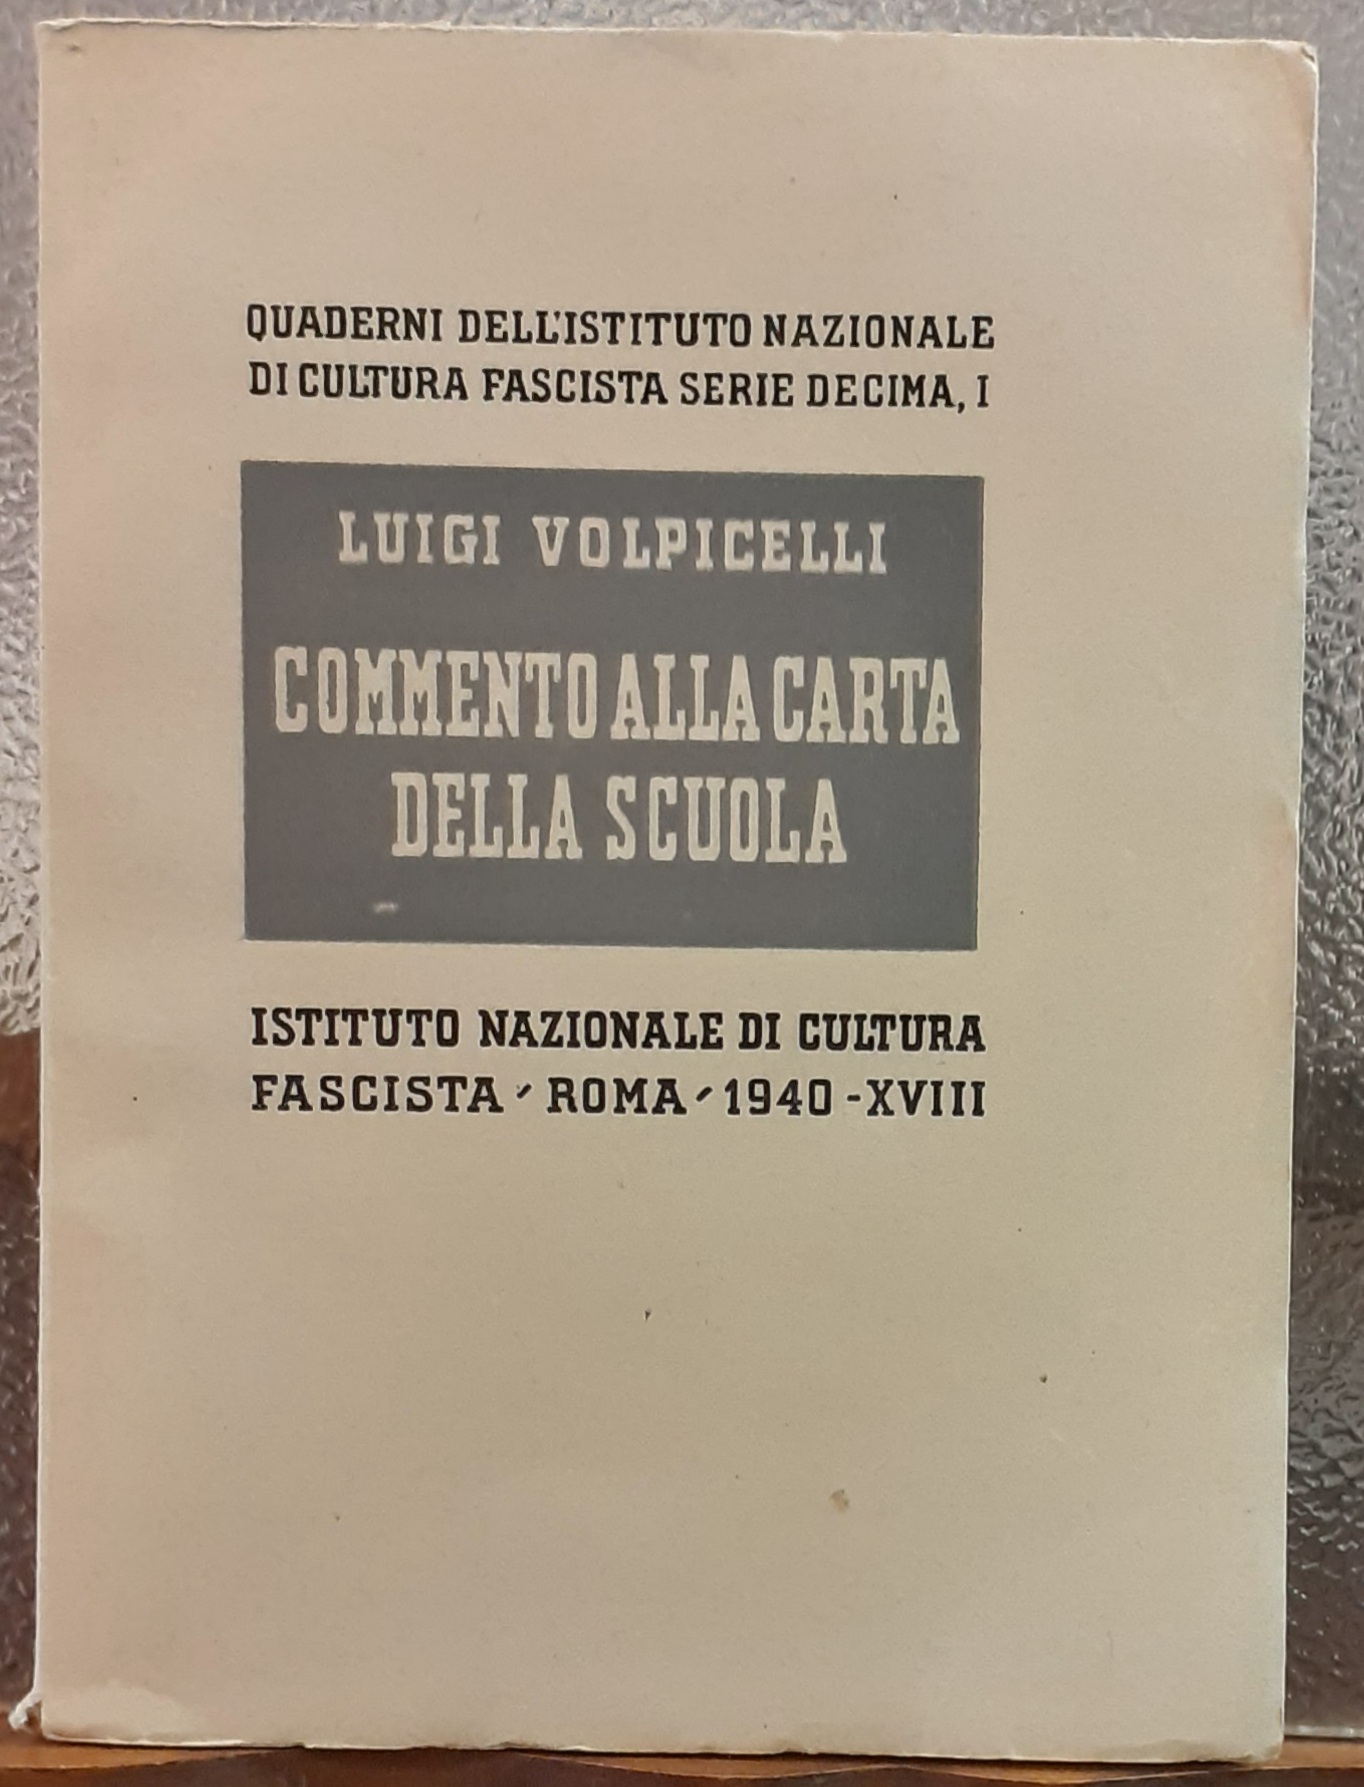 QUADERNI DELL'ISTITUTO NAZIONALE
DI CULTURA FASCISTA SERIE DECIMA, I
LUIGI VOLPICELLI
COMMENTO ALLA CARTA
DELLA SCUOLA
ISTITUTO NAZIONALE DI CULTURA
FASCISTA - ROMA - 1940 - XVIII